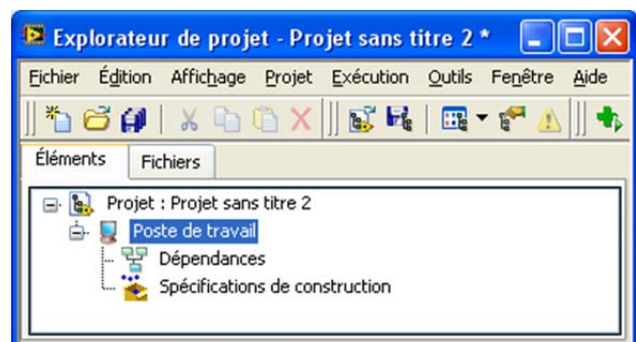 Explorateur de projet - Projet sans titre 2 *
Fichier Édition Affichage Projet Exécution Outils Fenêtre Aide
Éléments Fichiers
Projet : Projet sans titre 2
Poste de travail
Dépendances
Spécifications de construction